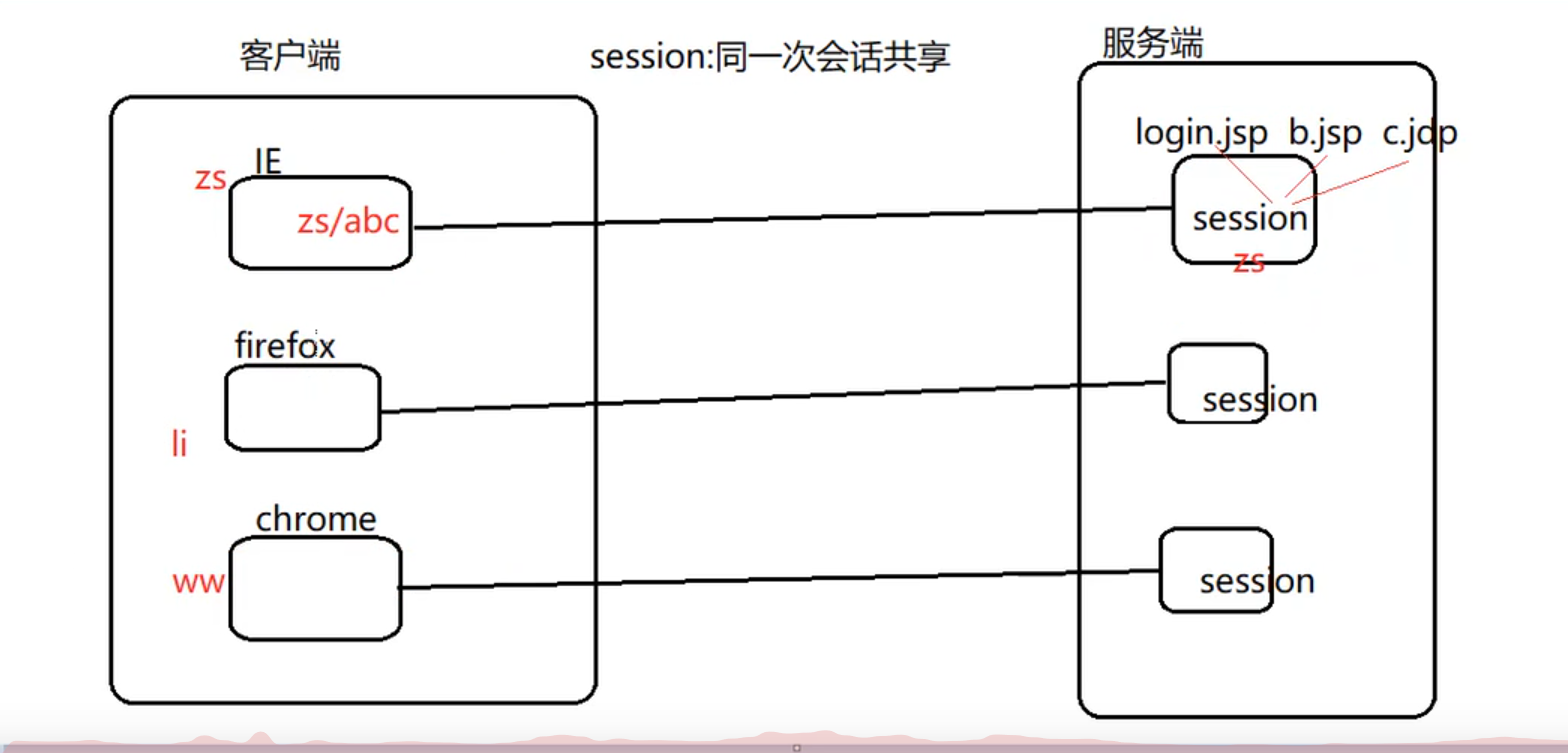 客户端
session:同一次会话共享
服务端
login.jsp b.jsp c.jdp
IE
zs
zs/abc
session
zs
firefox
li
session
chrome
ww
session